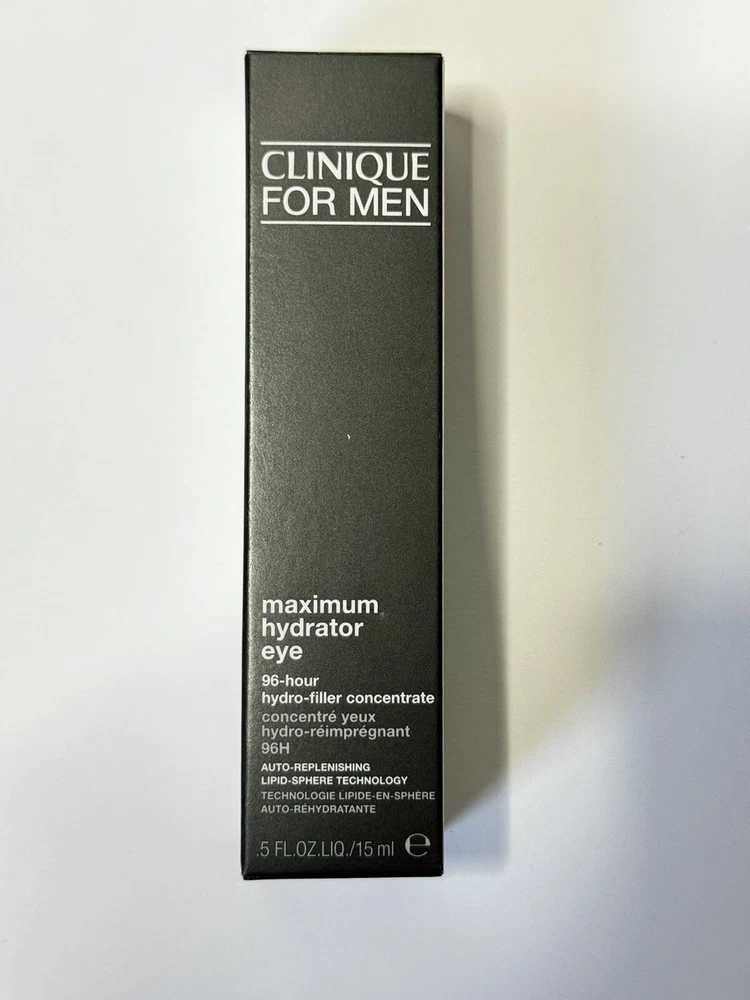 CLINIQUE
FOR MEN
maximum
hydrator
eye
96-hour
hydro-filler concentrate
concentré yeux
hydro-réimprégnant
96H
AUTO-REPLENISHING
LIPID-SPHERE TECHNOLOGY
TECHNOLOGIE LIPIDE-EN-SPHÈRE
AUTO-RÉHYDRATANTE
.5 FL.OZ.LIQ./15 ml ℮